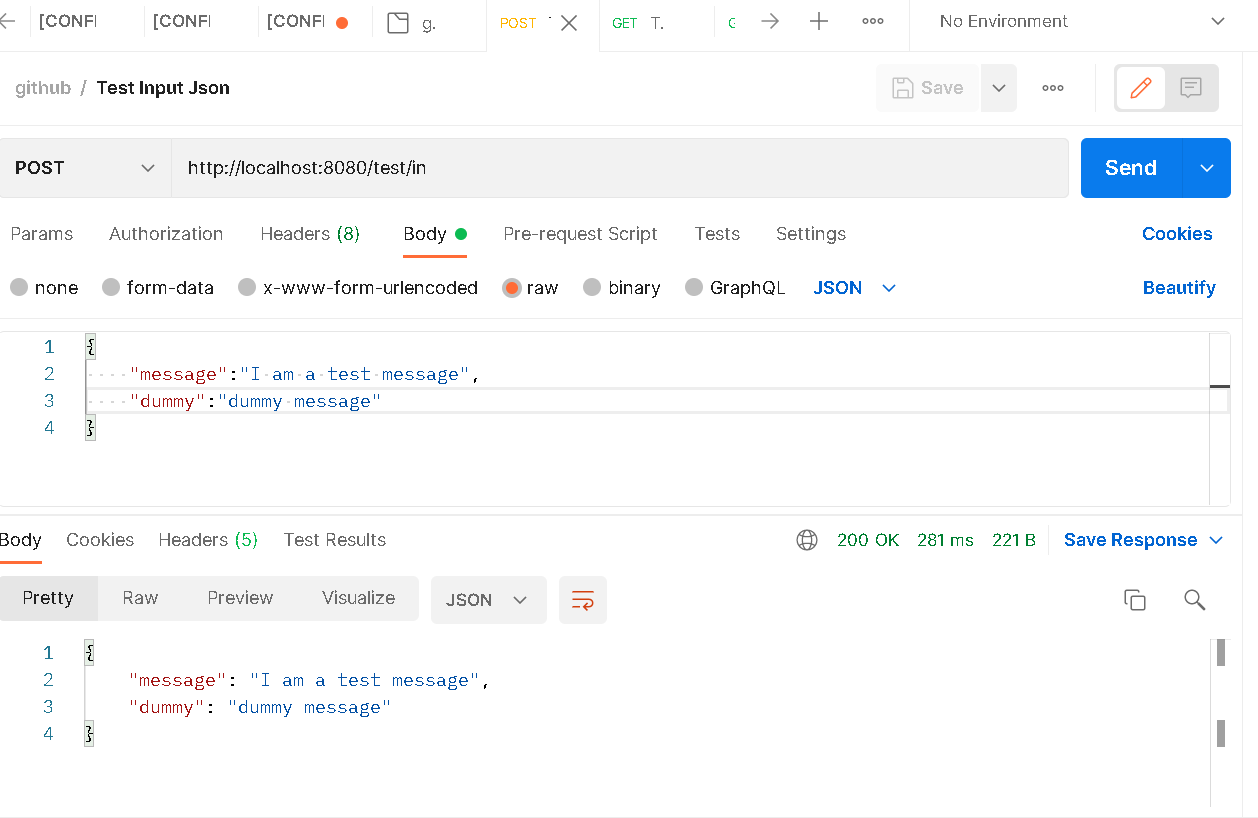 [CONFI [CONFI [CONFI g. POST GET T. No Environment
github / Test Input Json Save
POST http://localhost:8080/test/in Send
Params Authorization Headers (8) Body Pre-request Script Tests Settings Cookies
none form-data x-www-form-urlencoded raw binary GraphQL JSON Beautify
1 {
2 "message":"I am a test message",
3 "dummy":"dummy message"
4 }
Body Cookies Headers (5) Test Results 200 OK 281 ms 221 B Save Response
Pretty Raw Preview Visualize JSON
1 {
2 "message": "I am a test message",
3 "dummy": "dummy message"
4 }